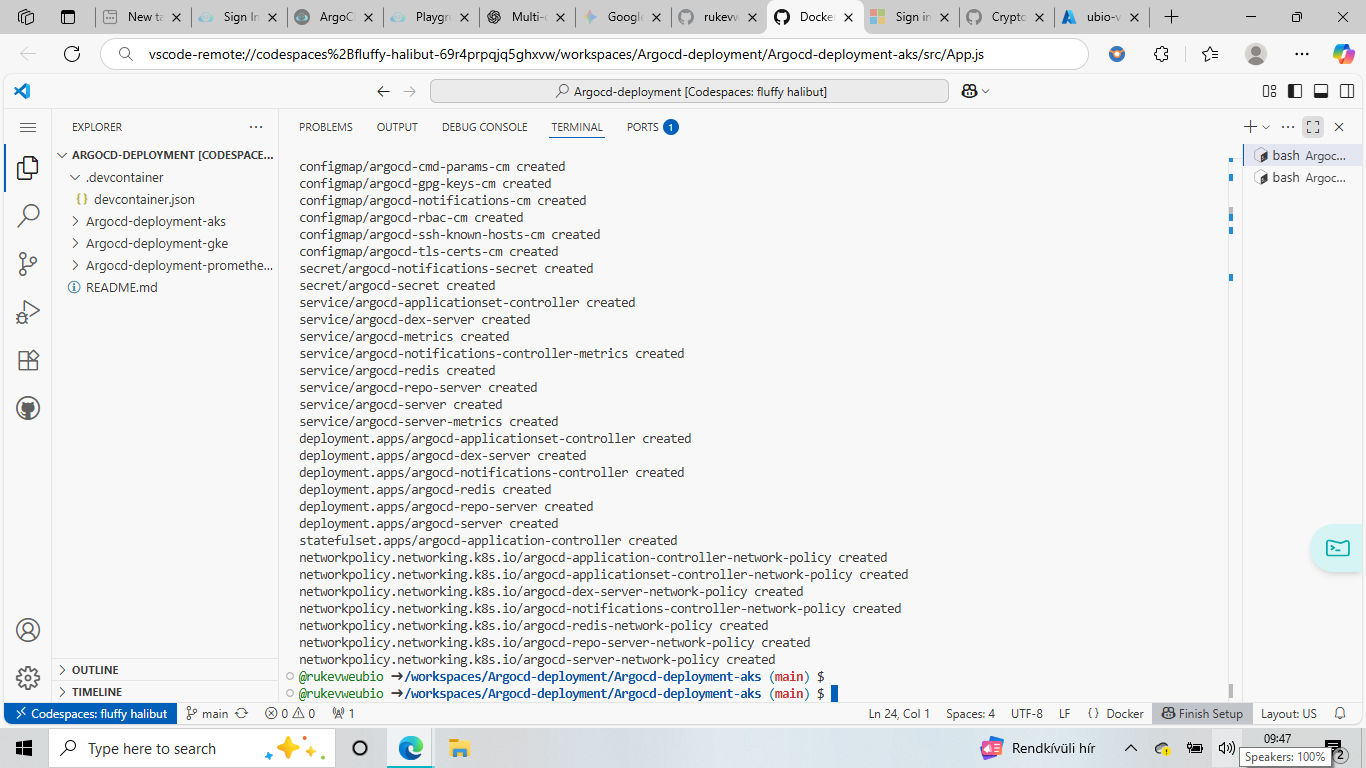 New ta
Sign In
ArgoC
Playgr
Multi-c
Google
rukevw
Docke
Sign in
Crypto
ubio-v
vscode-remote://codespaces%2Bfluffy-halibut-69r4prpqjq5ghxvw/workspaces/Argocd-deployment/Argocd-deployment-aks/src/App.js
Argocd-deployment [Codespaces: fluffy halibut]
EXPLORER
PROBLEMS OUTPUT DEBUG CONSOLE TERMINAL PORTS 1
ARGOCD-DEPLOYMENT [CODESPACE...
.devcontainer
devcontainer.json
Argocd-deployment-aks
Argocd-deployment-gke
Argocd-deployment-promethe...
README.md
OUTLINE
TIMELINE
configmap/argocd-cmd-params-cm created
configmap/argocd-gpg-keys-cm created
configmap/argocd-notifications-cm created
configmap/argocd-rbac-cm created
configmap/argocd-ssh-known-hosts-cm created
configmap/argocd-tls-certs-cm created
secret/argocd-notifications-secret created
secret/argocd-secret created
service/argocd-applicationset-controller created
service/argocd-dex-server created
service/argocd-metrics created
service/argocd-notifications-controller-metrics created
service/argocd-redis created
service/argocd-repo-server created
service/argocd-server created
service/argocd-server-metrics created
deployment.apps/argocd-applicationset-controller created
deployment.apps/argocd-dex-server created
deployment.apps/argocd-notifications-controller created
deployment.apps/argocd-redis created
deployment.apps/argocd-repo-server created
deployment.apps/argocd-server created
statefulset.apps/argocd-application-controller created
networkpolicy.networking.k8s.io/argocd-application-controller-network-policy created
networkpolicy.networking.k8s.io/argocd-applicationset-controller-network-policy created
networkpolicy.networking.k8s.io/argocd-dex-server-network-policy created
networkpolicy.networking.k8s.io/argocd-notifications-controller-network-policy created
networkpolicy.networking.k8s.io/argocd-redis-network-policy created
networkpolicy.networking.k8s.io/argocd-repo-server-network-policy created
networkpolicy.networking.k8s.io/argocd-server-network-policy created
@rukevweubio ➜/workspaces/Argocd-deployment/Argocd-deployment-aks (main) $
@rukevweubio ➜/workspaces/Argocd-deployment/Argocd-deployment-aks (main) $
bash Argoc...
bash Argoc...
Codespaces: fluffy halibut main 0 0 1 Ln 24, Col 1 Spaces: 4 UTF-8 LF {} Docker Finish Setup Layout: US
Type here to search
Rendkívüli hír
09:47
Speakers: 100%
2